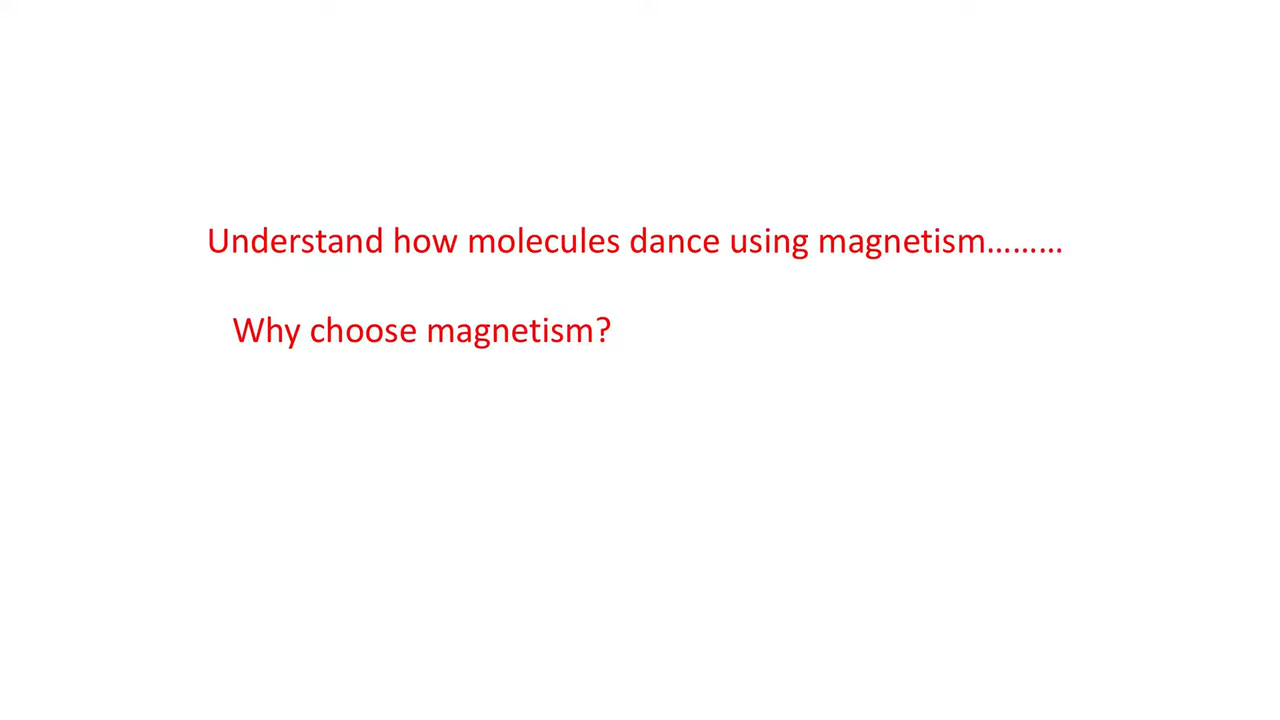 Understand how molecules dance using magnetism………
Why choose magnetism?